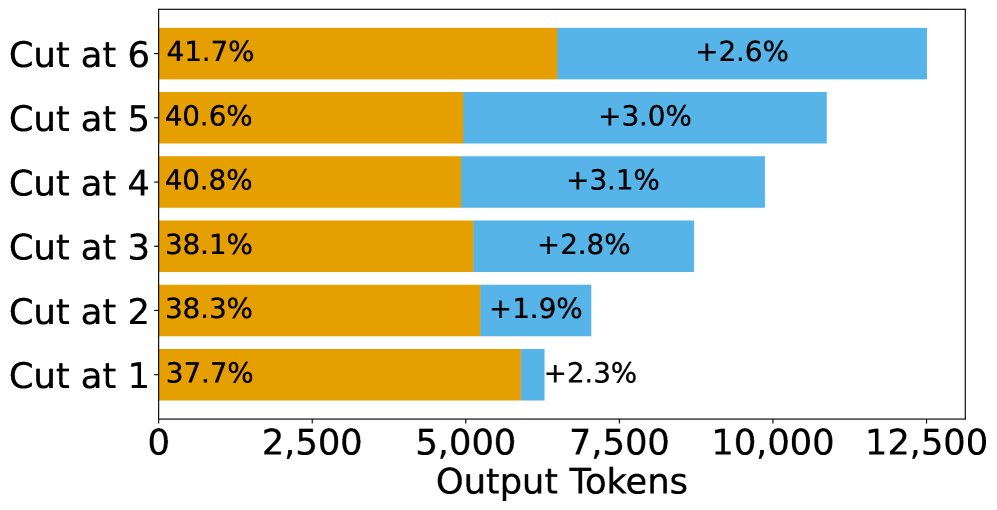 Cut at 6 41.7% +2.6%
Cut at 5 40.6% +3.0%
Cut at 4 40.8% +3.1%
Cut at 3 38.1% +2.8%
Cut at 2 38.3% +1.9%
Cut at 1 37.7% +2.3%
0 2,500 5,000 7,500 10,000 12,500
Output Tokens